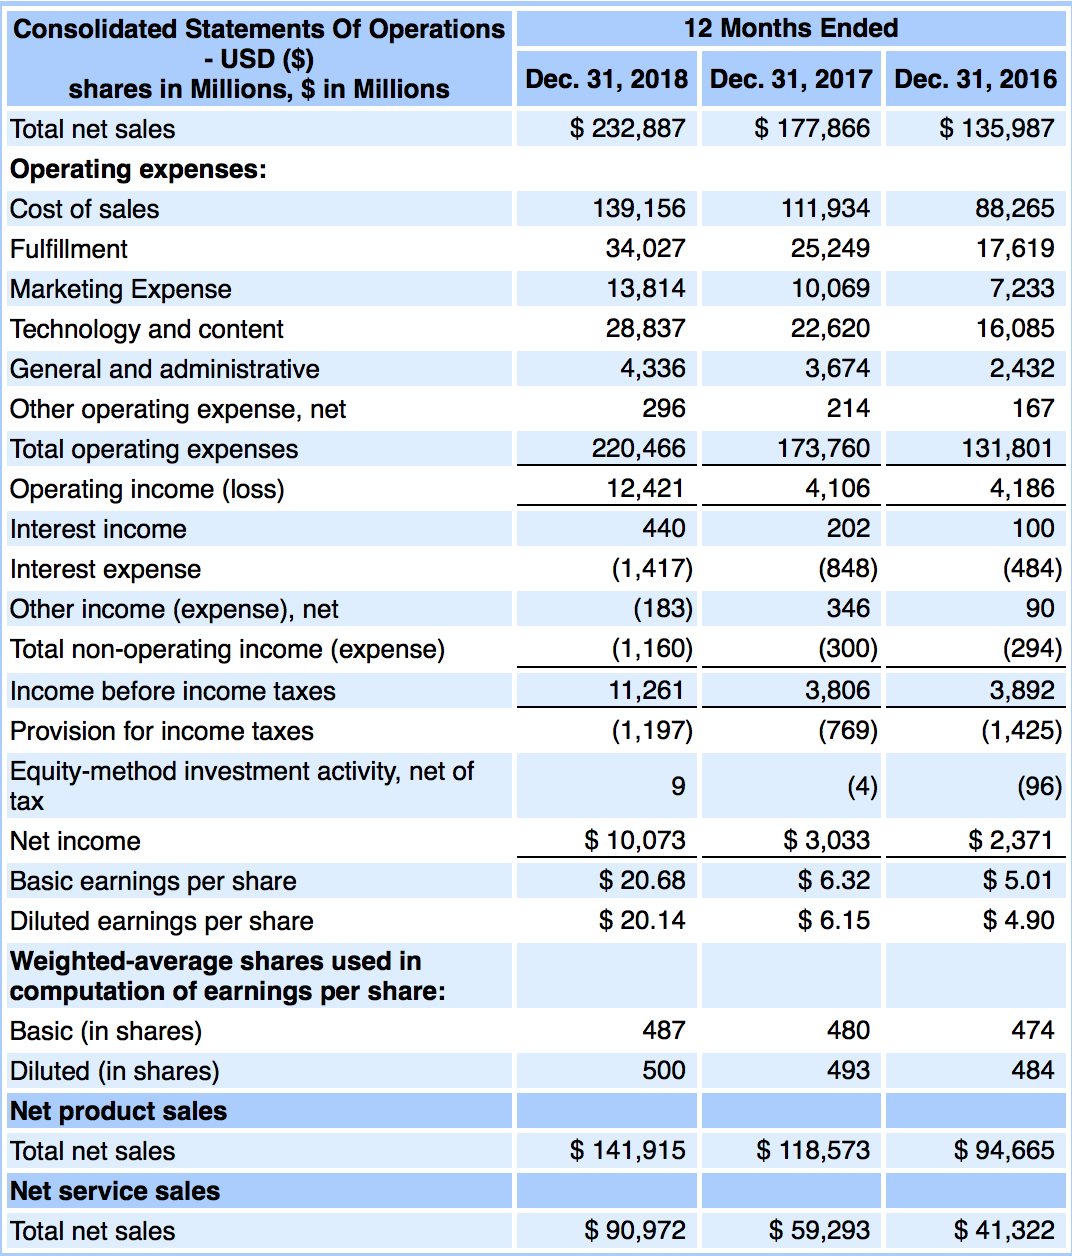 Consolidated Statements Of Operations
- USD ($)
shares in Millions, $ in Millions
12 Months Ended
Dec. 31, 2018 Dec. 31, 2017 Dec. 31, 2016
Total net sales $ 232,887 $ 177,866 $ 135,987
Operating expenses:
Cost of sales 139,156 111,934 88,265
Fulfillment 34,027 25,249 17,619
Marketing Expense 13,814 10,069 7,233
Technology and content 28,837 22,620 16,085
General and administrative 4,336 3,674 2,432
Other operating expense, net 296 214 167
Total operating expenses 220,466 173,760 131,801
Operating income (loss) 12,421 4,106 4,186
Interest income 440 202 100
Interest expense (1,417) (848) (484)
Other income (expense), net (183) 346 90
Total non-operating income (expense) (1,160) (300) (294)
Income before income taxes 11,261 3,806 3,892
Provision for income taxes (1,197) (769) (1,425)
Equity-method investment activity, net of
tax 9 (4) (96)
Net income $ 10,073 $ 3,033 $ 2,371
Basic earnings per share $ 20.68 $ 6.32 $ 5.01
Diluted earnings per share $ 20.14 $ 6.15 $ 4.90
Weighted-average shares used in
computation of earnings per share:
Basic (in shares) 487 480 474
Diluted (in shares) 500 493 484
Net product sales
Total net sales $ 141,915 $ 118,573 $ 94,665
Net service sales
Total net sales $ 90,972 $ 59,293 $ 41,322